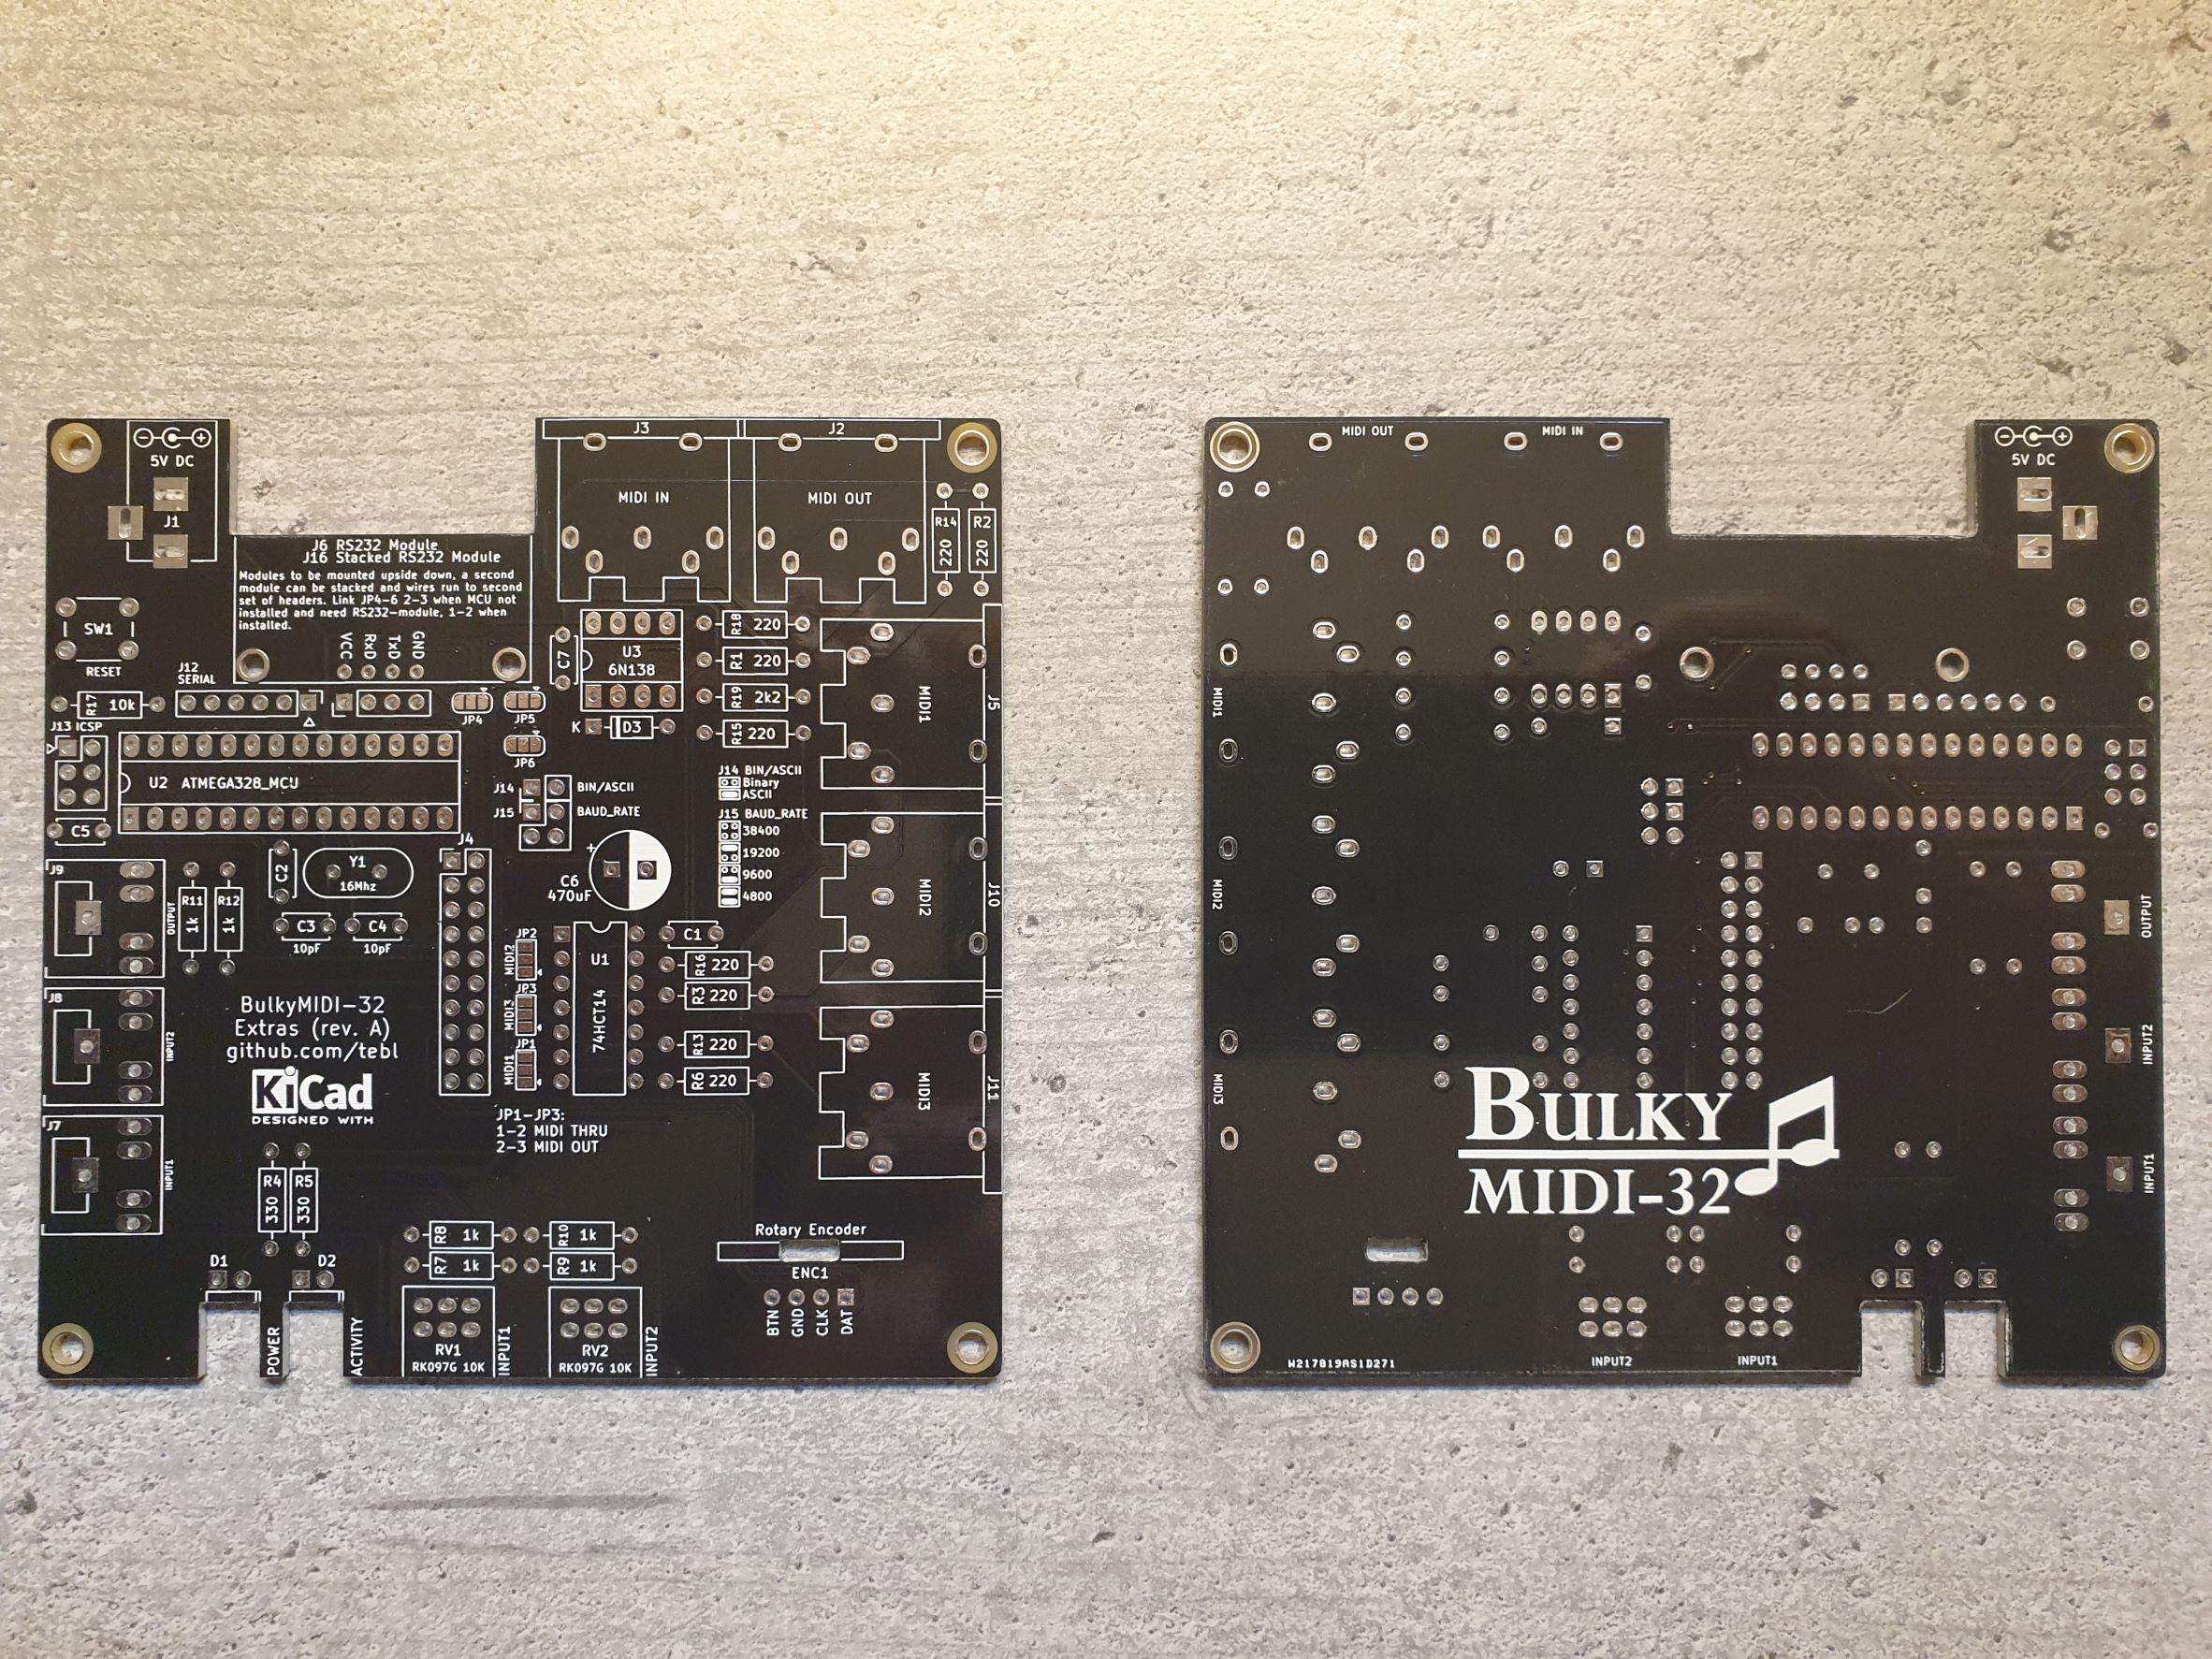 5V DC
J1
J3
J2
MIDI IN
MIDI OUT
R14
220
R2
220
J6 RS232 Module
J16 Stacked RS232 Module
Modules to be mounted upside down, a second
module can be stacked and wires run to second
set of headers. Link JP4-6 2-3 when MCU not
installed and need RS232-module, 1-2 when
installed.
VCC
RxD
TxD
GND
SW1
RESET
J12
SERIAL
R17
10k
J13 ICSP
JP4
JP5
JP6
C7
U3
6N138
K
D3
R18
220
R1
220
R19
2k2
R15
220
MIDI1
J5
U2 ATMEGA328_MCU
C5
J14
BIN/ASCII
J15
BAUD_RATE
J14 BIN/ASCII
Binary
ASCII
J15 BAUD_RATE
38400
19200
9600
4800
J4
J9
OUTPUT
R11
1k
R12
1k
C2
Y1
16Mhz
C3
10pF
C4
10pF
+
C6
470uF
MIDI2
J10
JP2
MIDI2
JP3
MIDI3
JP1
MIDI1
U1
74HCT14
C1
R16
220
R3
220
R13
220
R6
220
MIDI3
J11
J8
INPUT2
BulkyMIDI-32
Extras (rev. A)
github.com/tebl
KiCad
DESIGNED WITH
JP1-JP3:
1-2 MIDI THRU
2-3 MIDI OUT
J7
INPUT1
R4
330
R5
330
D1
D2
POWER
ACTIVITY
R8
1k
R10
1k
R7
1k
R9
1k
RV1
RK097G 10K
INPUT1
RV2
RK097G 10K
INPUT2
Rotary Encoder
ENC1
BTN
GND
CLK
DAT
MIDI OUT
MIDI IN
5V DC
MIDI1
MIDI2
MIDI3
OUTPUT
INPUT2
INPUT1
BULKY
MIDI-32
W217819AS1D271
INPUT2
INPUT1